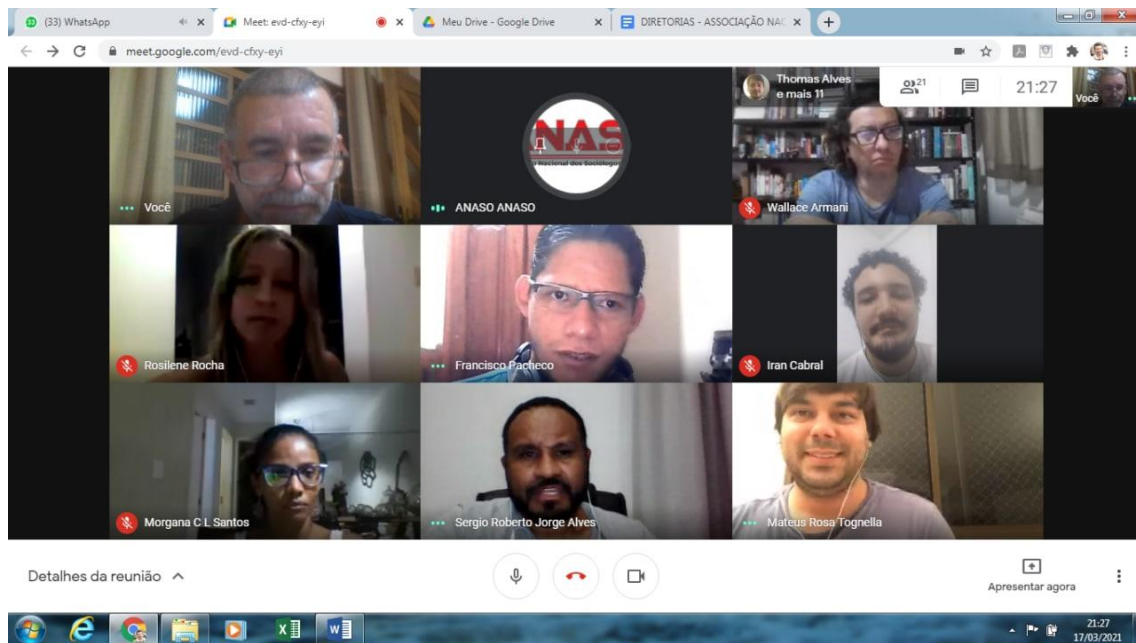 (33) WhatsApp
Meet: evd-cfxy-eyi
Meu Drive - Google Drive
DIRETORIAS - ASSOCIAÇÃO NAC
meet.google.com/evd-cfxy-eyi
Thomas Alves
e mais 11
21
21:27
Você
NAS
Nacional dos Sociólogos
Você
ANASO ANASO
Wallace Armani
Rosilene Rocha
Francisco Pacheco
Iran Cabral
Morgana C L Santos
Sergio Roberto Jorge Alves
Mateus Rosa Tognella
Detalhes da reunião
Apresentar agora
21:27
17/03/2021